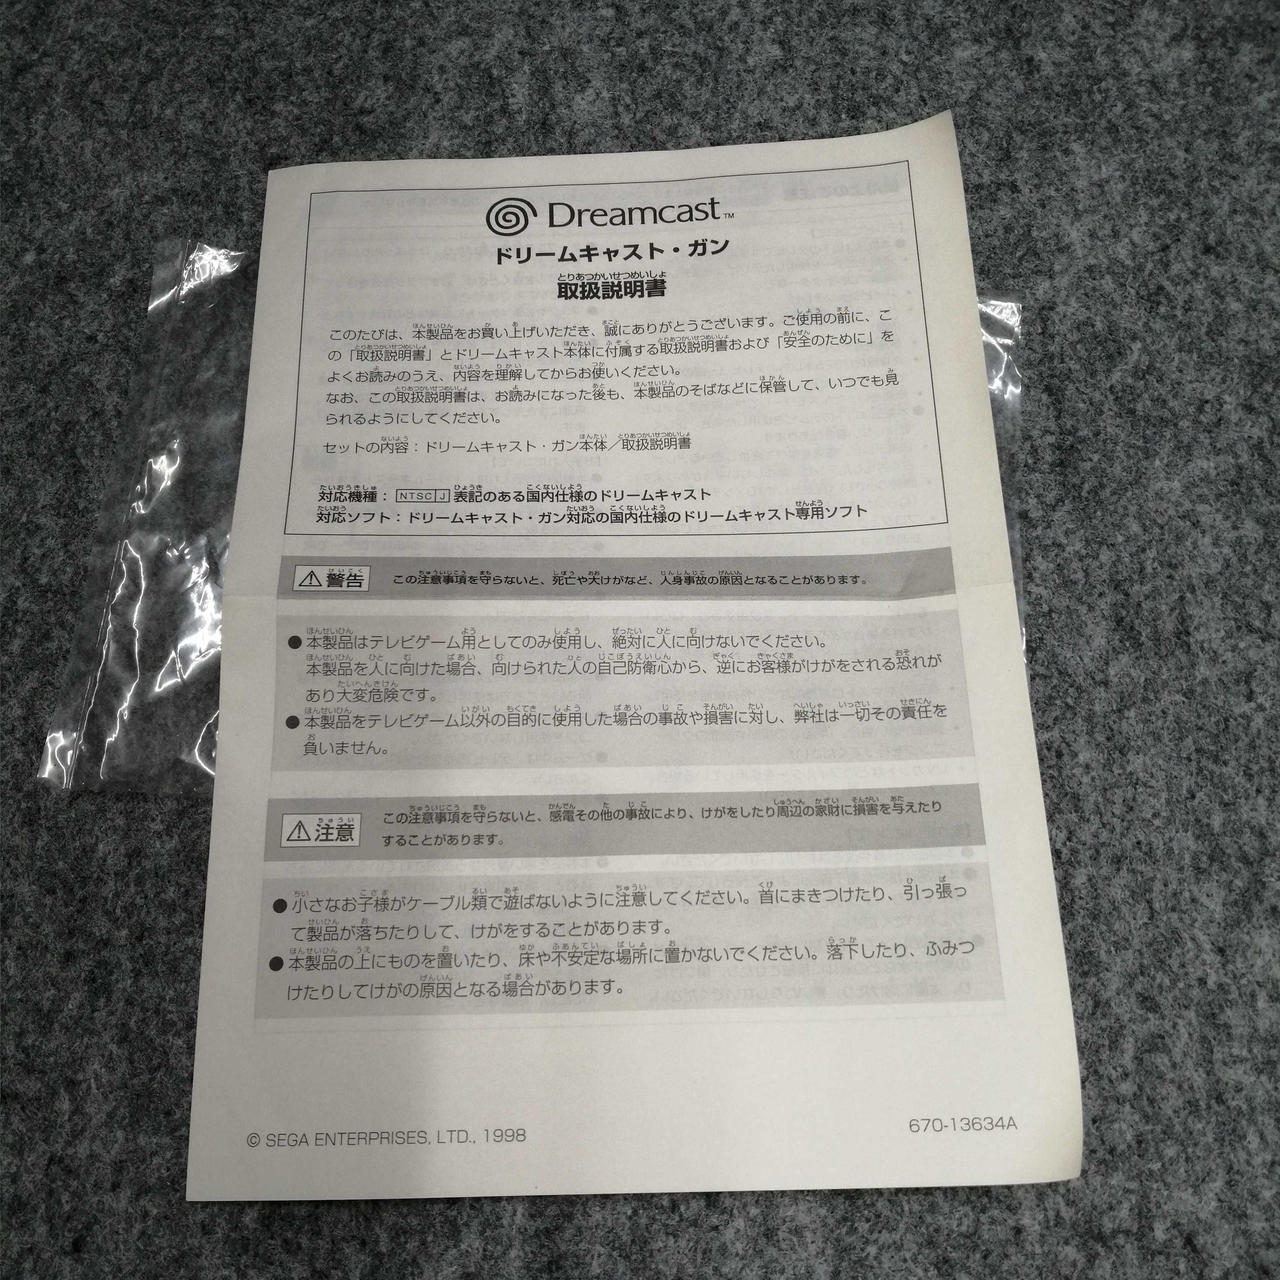 Dreamcast™
ドリームキャスト・ガン
取扱説明書
このたびは、本製品をお買い上げいただき、誠にありがとうございます。ご使用の前に、こ
の「取扱説明書」とドリームキャスト本体に付属する取扱説明書および「安全のために」を
よくお読みのうえ、内容を理解してからお使いください。
なお、この取扱説明書は、お読みになった後も、本製品のそばなどに保管して、いつでも見
られるようにしてください。
セットの内容：ドリームキャスト・ガン本体／取扱説明書
対応機種： NTSC J 表記のある国内仕様のドリームキャスト
対応ソフト：ドリームキャスト・ガン対応の国内仕様のドリームキャスト専用ソフト
⚠警告 この注意事項を守らないと、死亡や大けがなど、人身事故の原因となることがあります。
●本製品はテレビゲーム用としてのみ使用し、絶対に人に向けないでください。
本製品を人に向けた場合、向けられた人の自己防衛心から、逆にお客様がけがをされる恐れが
あり大変危険です。
●本製品をテレビゲーム以外の目的に使用した場合の事故や損害に対し、弊社は一切その責任を
負いません。
⚠注意 この注意事項を守らないと、感電その他の事故により、けがをしたり周辺の家財に損害を与えたり
することがあります。
●小さなお子様がケーブル類で遊ばないように注意してください。首にまきつけたり、引っ張っ
て製品が落ちたりして、けがをすることがあります。
●本製品の上にものを置いたり、床や不安定な場所に置かないでください。落下したり、ふみつ
けたりしてけがの原因となる場合があります。
© SEGA ENTERPRISES, LTD., 1998
670-13634A